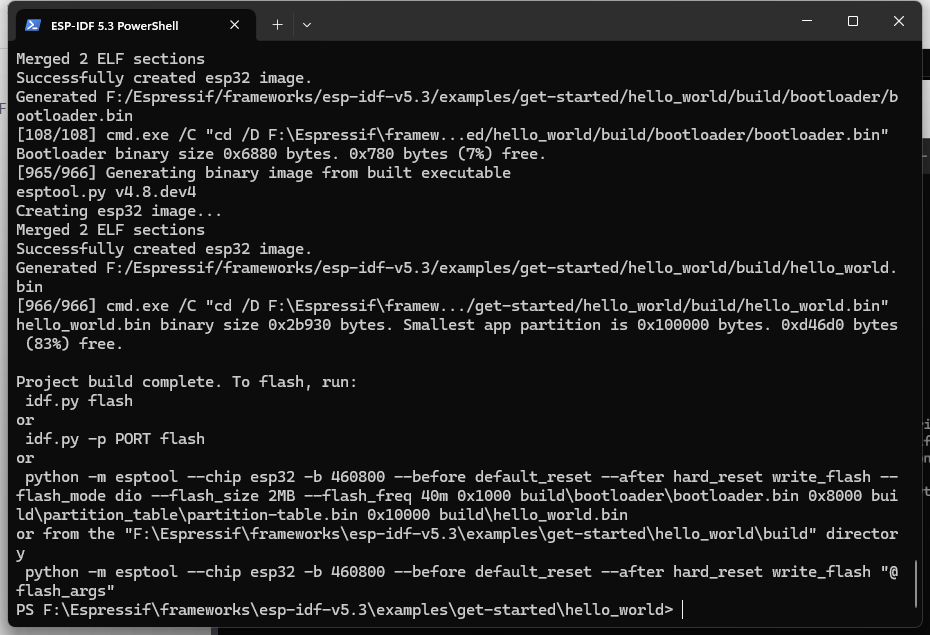 ESP-IDF 5.3 PowerShell
Merged 2 ELF sections
Successfully created esp32 image.
Generated F:/Espressif/frameworks/esp-idf-v5.3/examples/get-started/hello_world/build/bootloader/b
ootloader.bin
[108/108] cmd.exe /C "cd /D F:\Espressif\framew...ed/hello_world/build/bootloader/bootloader.bin"
Bootloader binary size 0x6880 bytes. 0x780 bytes (7%) free.
[965/966] Generating binary image from built executable
esptool.py v4.8.dev4
Creating esp32 image...
Merged 2 ELF sections
Successfully created esp32 image.
Generated F:/Espressif/frameworks/esp-idf-v5.3/examples/get-started/hello_world/build/hello_world.
bin
[966/966] cmd.exe /C "cd /D F:\Espressif\framew.../get-started/hello_world/build/hello_world.bin"
hello_world.bin binary size 0x2b930 bytes. Smallest app partition is 0x100000 bytes. 0xd46d0 bytes
 (83%) free.
Project build complete. To flash, run:
 idf.py flash
or
 idf.py -p PORT flash
or
 python -m esptool --chip esp32 -b 460800 --before default_reset --after hard_reset write_flash --
flash_mode dio --flash_size 2MB --flash_freq 40m 0x1000 build\bootloader\bootloader.bin 0x8000 bui
ld\partition_table\partition-table.bin 0x10000 build\hello_world.bin
or from the "F:\Espressif\frameworks\esp-idf-v5.3\examples\get-started\hello_world\build" director
y
 python -m esptool --chip esp32 -b 460800 --before default_reset --after hard_reset write_flash "@
flash_args"
PS F:\Espressif\frameworks\esp-idf-v5.3\examples\get-started\hello_world>